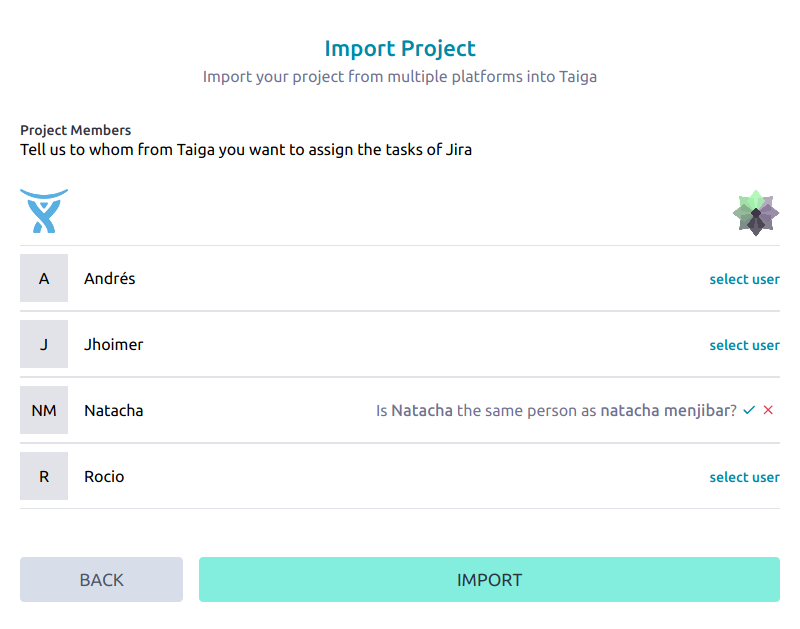 Import Project
Import your project from multiple platforms into Taiga
Project Members
Tell us to whom from Taiga you want to assign the tasks of Jira
A Andrés select user
J Jhoimer select user
NM Natacha Is Natacha the same person as natacha menjibar?
R Rocio select user
BACK IMPORT